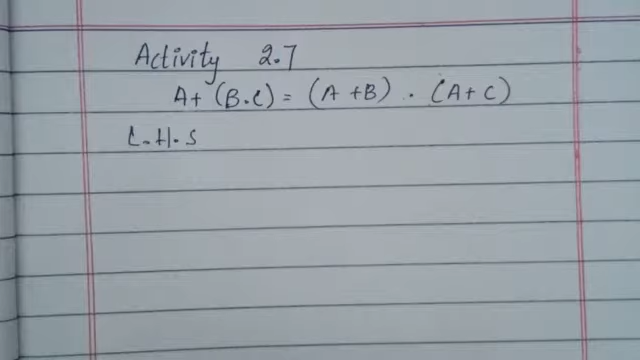 Activity 2.7
A+ (B.C) = (A +B) . (A+C)
L.H.S